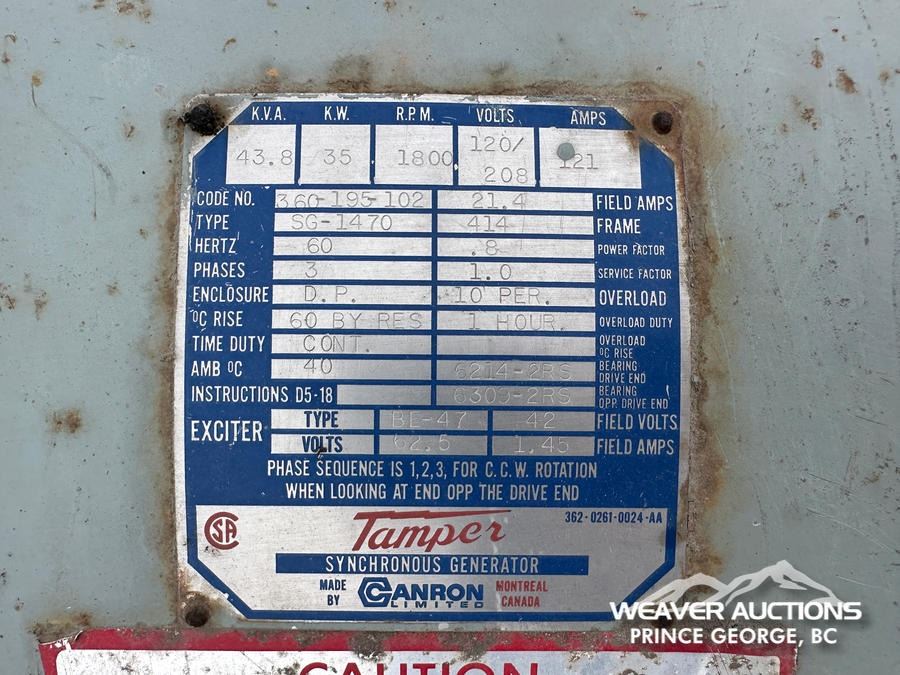 K.V.A. K.W. R.P.M. VOLTS AMPS
43.8 35 1800 120/ 121
208
CODE NO. 360-195-102 21.4 FIELD AMPS
TYPE SG-1470 414 FRAME
HERTZ 60 .8 POWER FACTOR
PHASES 3 1.0 SERVICE FACTOR
ENCLOSURE D.P. 10 PER. OVERLOAD
ºC RISE 60 BY RES 1 HOUR. OVERLOAD DUTY
TIME DUTY CONT. OVERLOAD
ºC RISE
AMB ºC 40 6214-2RS BEARING
DRIVE END
INSTRUCTIONS D5-18 6309-2RS BEARING
OPP. DRIVE END
EXCITER TYPE BE-47 42 FIELD VOLTS
VOLTS 62.5 1.45 FIELD AMPS
PHASE SEQUENCE IS 1,2,3, FOR C.C.W. ROTATION
WHEN LOOKING AT END OPP THE DRIVE END
CSA Tamper 362-0261-0024-AA
SYNCHRONOUS GENERATOR
MADE BY CANRON LIMITED MONTREAL CANADA
CAUTION
WEAVER AUCTIONS
PRINCE GEORGE, BC